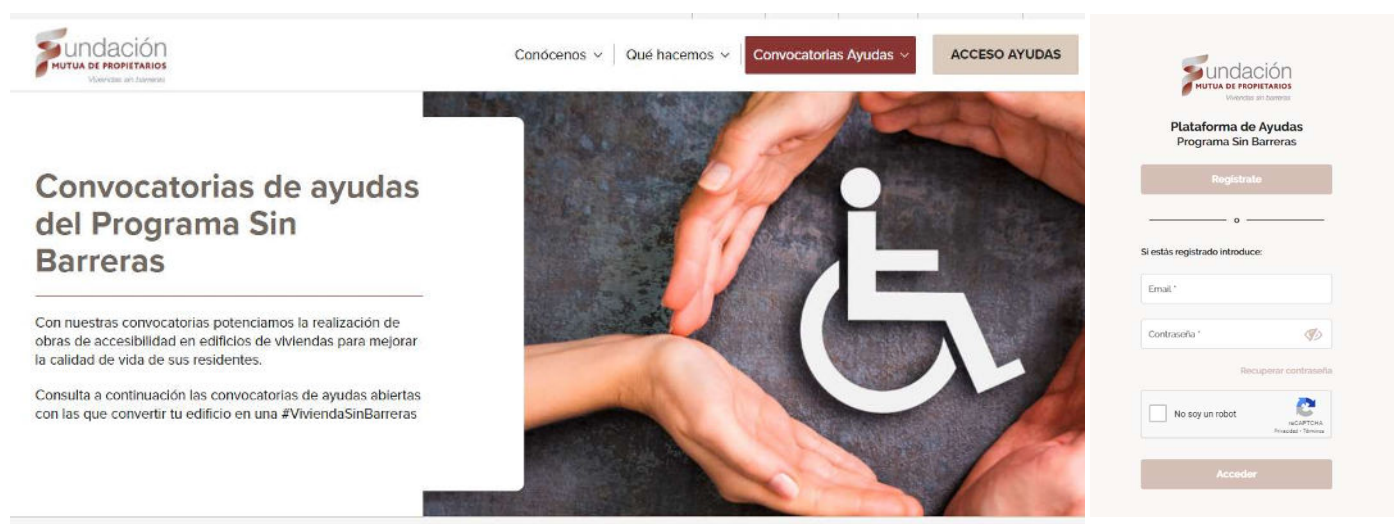 Fundación
MUTUA DE PROPIETARIOS
Viviendas sin barreras
Conócenos
Qué hacemos
Convocatorias Ayudas
ACCESO AYUDAS
Convocatorias de ayudas
del Programa Sin
Barreras
Con nuestras convocatorias potenciamos la realización de
obras de accesibilidad en edificios de viviendas para mejorar
la calidad de vida de sus residentes.
Consulta a continuación las convocatorias de ayudas abiertas
con las que convertir tu edificio en una #ViviendaSinBarreras
Fundación
MUTUA DE PROPIETARIOS
Viviendas sin barreras
Plataforma de Ayudas
Programa Sin Barreras
Regístrate
o
Si estás registrado introduce:
Email *
Contraseña *
Recuperar contraseña
No soy un robot
reCAPTCHA
Privacidad - Términos
Acceder